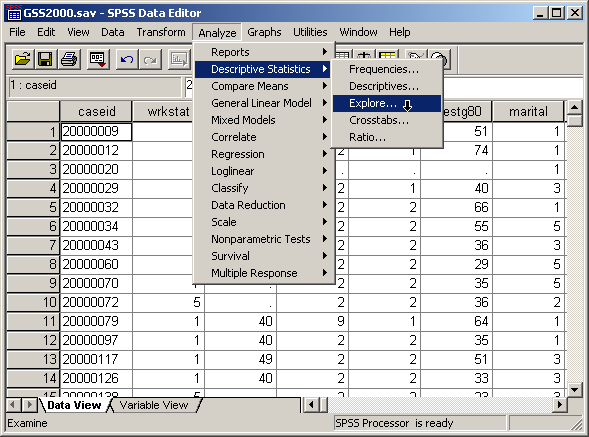 GSS2000.sav - SPSS Data Editor
File Edit View Data Transform Analyze Graphs Utilities Window Help
1 : caseid 2
Reports
Descriptive Statistics
Compare Means
General Linear Model
Mixed Models
Correlate
Regression
Loglinear
Classify
Data Reduction
Scale
Nonparametric Tests
Survival
Multiple Response
Frequencies...
Descriptives...
Explore...
Crosstabs...
Ratio...
caseid wrkstat estg80 marital
1 20000009 51 1
2 20000012 2 1 74 1
3 20000020 . . . 1
4 20000029 2 1 40 3
5 20000032 2 2 66 1
6 20000034 2 2 55 5
7 20000043 2 2 36 3
8 20000060 2 2 29 5
9 20000070 2 2 35 5
10 20000072 5 . 2 2 36 2
11 20000079 1 40 9 1 64 1
12 20000097 1 40 2 2 35 1
13 20000117 1 49 2 2 51 3
14 20000126 1 40 2 2 33 3
Data View Variable View
Examine SPSS Processor is ready